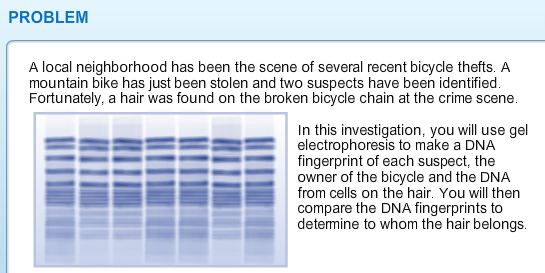 PROBLEM
A local neighborhood has been the scene of several recent bicycle thefts. A
mountain bike has just been stolen and two suspects have been identified.
Fortunately, a hair was found on the broken bicycle chain at the crime scene.
In this investigation, you will use gel
electrophoresis to make a DNA
fingerprint of each suspect, the
owner of the bicycle and the DNA
from cells on the hair. You will then
compare the DNA fingerprints to
determine to whom the hair belongs.